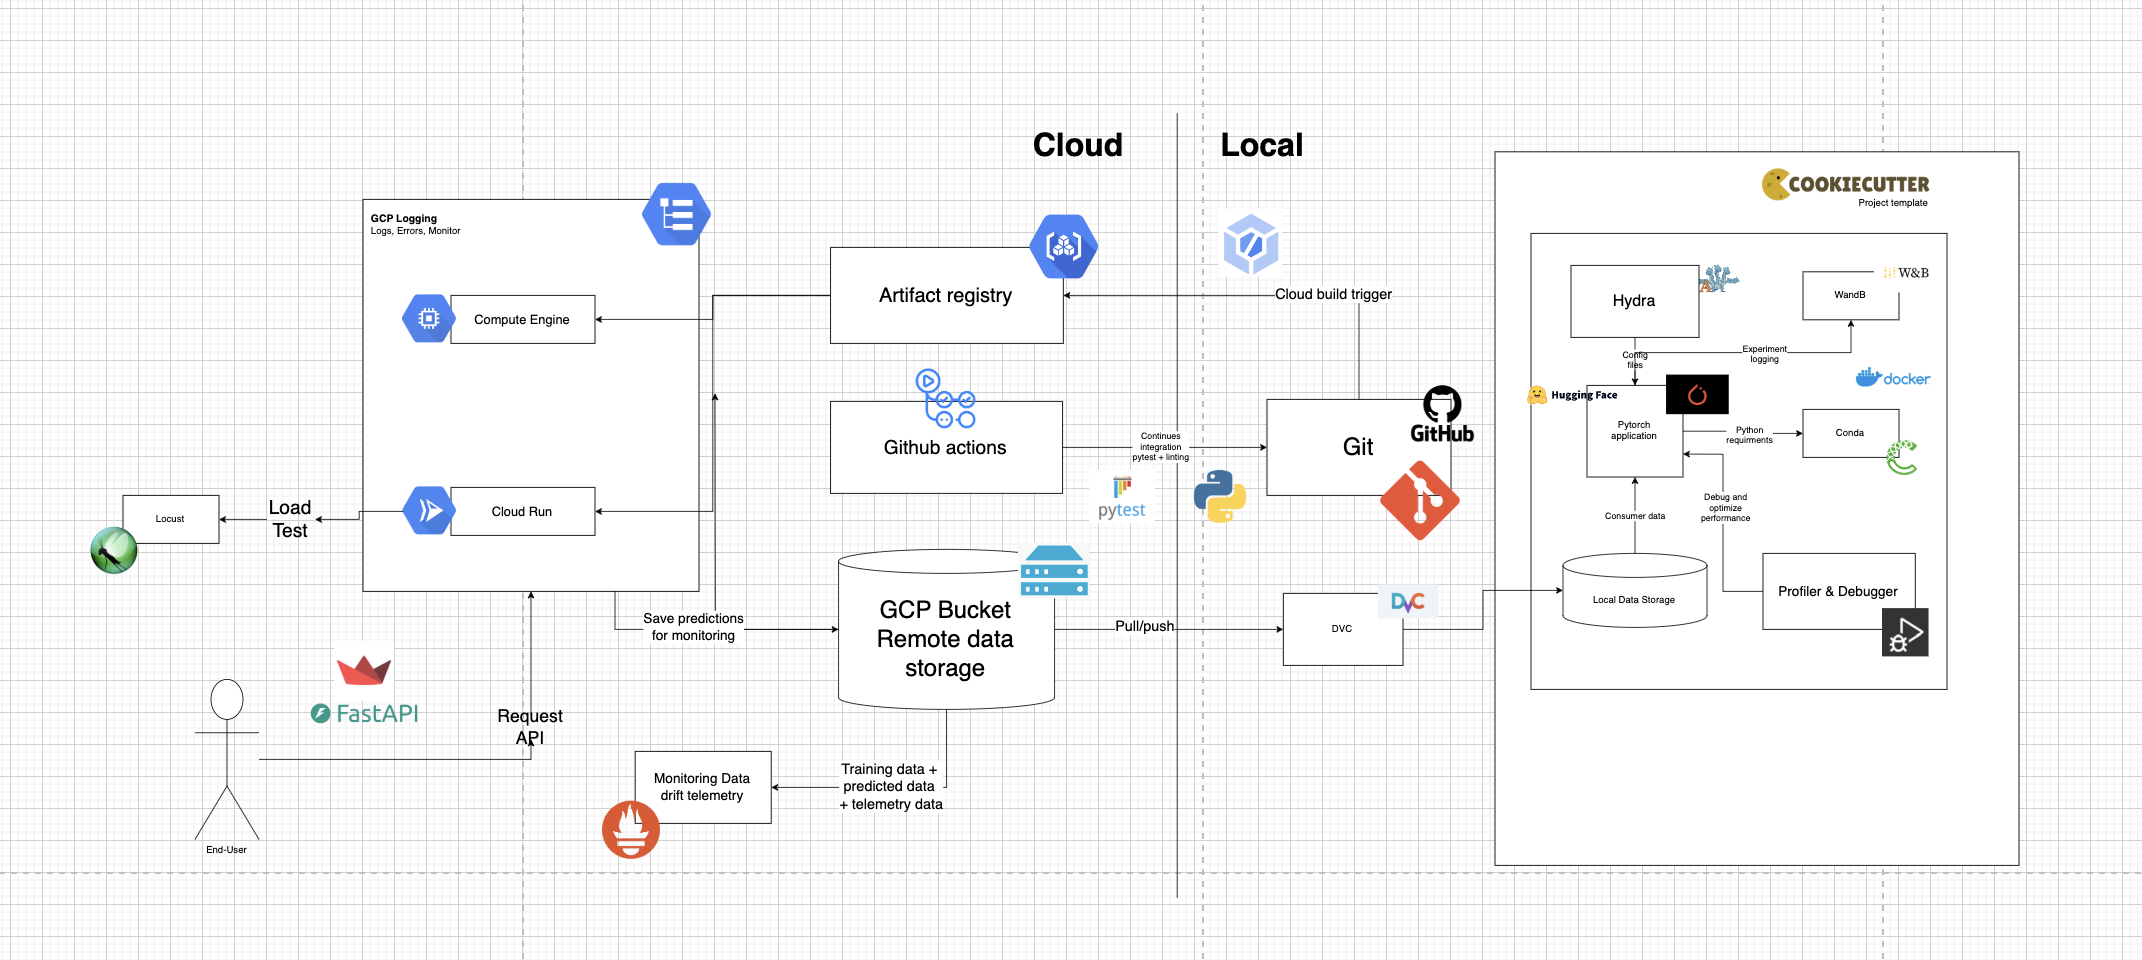 Cloud
Local
COOKIECUTTER
Project template
GCP Logging
Logs, Errors, Monitor
Compute Engine
Cloud Run
Artifact registry
Cloud build trigger
Github actions
Continues
integration
pytest + linting
pytest
Git
GitHub
Hydra
W&B
WandB
Config
files
Experiment
logging
docker
Hugging Face
Pytorch
application
Python
requirments
Conda
Consumer data
Debug and
optimize
performance
Local Data Storage
Profiler & Debugger
Locust
Load
Test
Save predictions
for monitoring
GCP Bucket
Remote data
storage
Pull/push
DVC
DVC
FastAPI
Request
API
End-User
Monitoring Data
drift telemetry
Training data +
predicted data
+ telemetry data